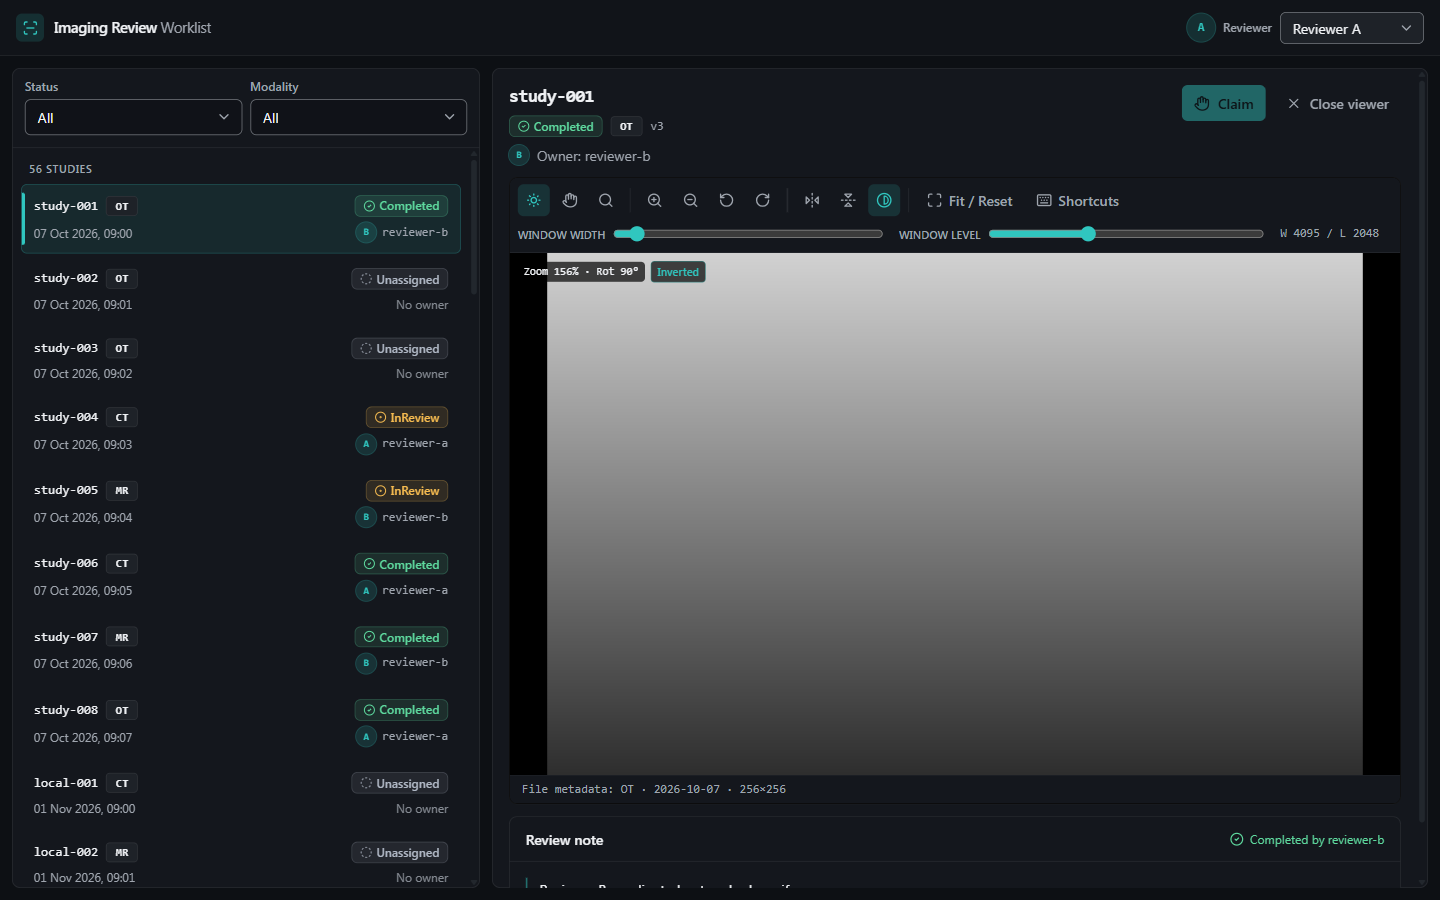 Imaging Review Worklist
A Reviewer Reviewer A
Status
All
Modality
All
56 STUDIES
study-001 OT Completed
07 Oct 2026, 09:00 B reviewer-b
study-002 OT Unassigned
07 Oct 2026, 09:01 No owner
study-003 OT Unassigned
07 Oct 2026, 09:02 No owner
study-004 CT InReview
07 Oct 2026, 09:03 A reviewer-a
study-005 MR InReview
07 Oct 2026, 09:04 B reviewer-b
study-006 CT Completed
07 Oct 2026, 09:05 A reviewer-a
study-007 MR Completed
07 Oct 2026, 09:06 B reviewer-b
study-008 OT Completed
07 Oct 2026, 09:07 A reviewer-a
local-001 CT Unassigned
01 Nov 2026, 09:00 No owner
local-002 MR Unassigned
01 Nov 2026, 09:01 No owner
study-001
Claim Close viewer
Completed OT v3
B Owner: reviewer-b
Fit / Reset Shortcuts
WINDOW WIDTH WINDOW LEVEL W 4095 / L 2048
Zoom 156% · Rot 90° Inverted
File metadata: OT · 2026-10-07 · 256×256
Review note Completed by reviewer-b